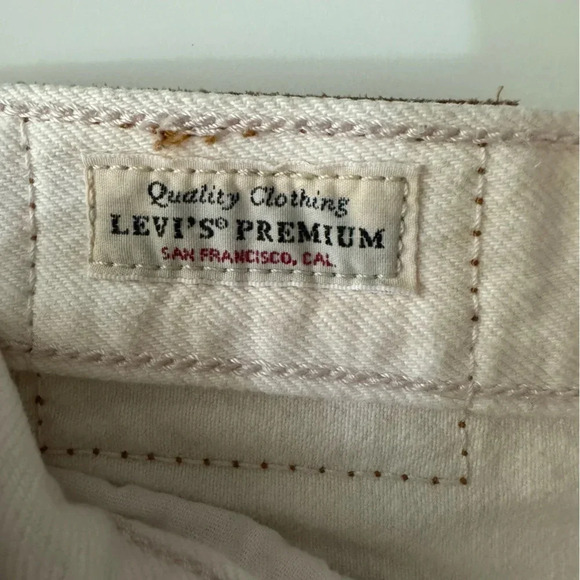 Quality Clothing
LEVI'S® PREMIUM
SAN FRANCISCO, CAL.